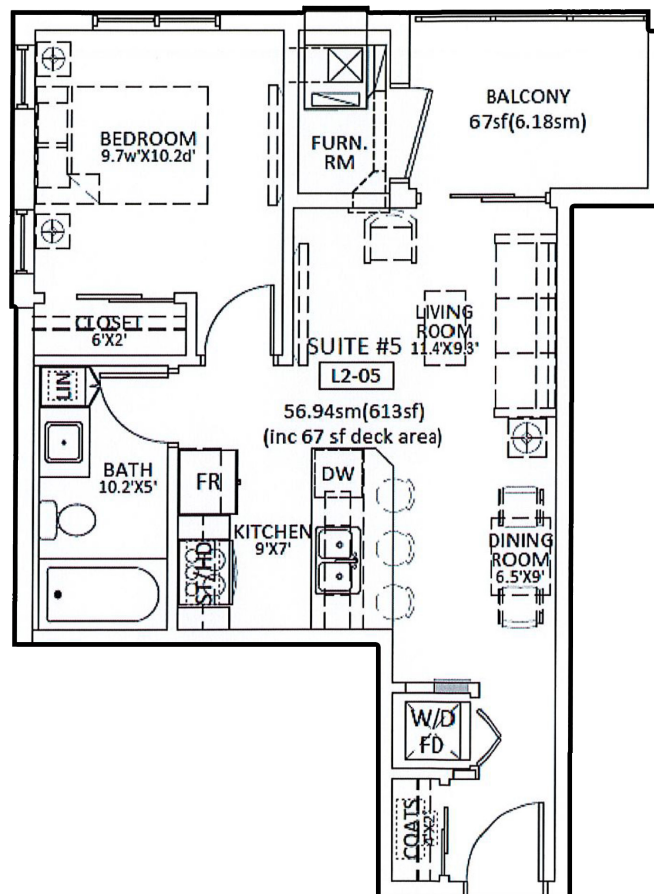 BALCONY
67sf(6.18sm)
BEDROOM
9.7w'X10.2d'
FURN.
RM
CLOSET
6'X2'
LIVING
ROOM
11.4'X9.3'
SUITE #5
L2-05
56.94sm(613sf)
(inc 67 sf deck area)
LIN
BATH
10.2'X5'
FR
DW
KITCHEN
9'X7'
ST/HD
DINING
ROOM
6.5'X9'
W/D
FD
COATS
4'X2'